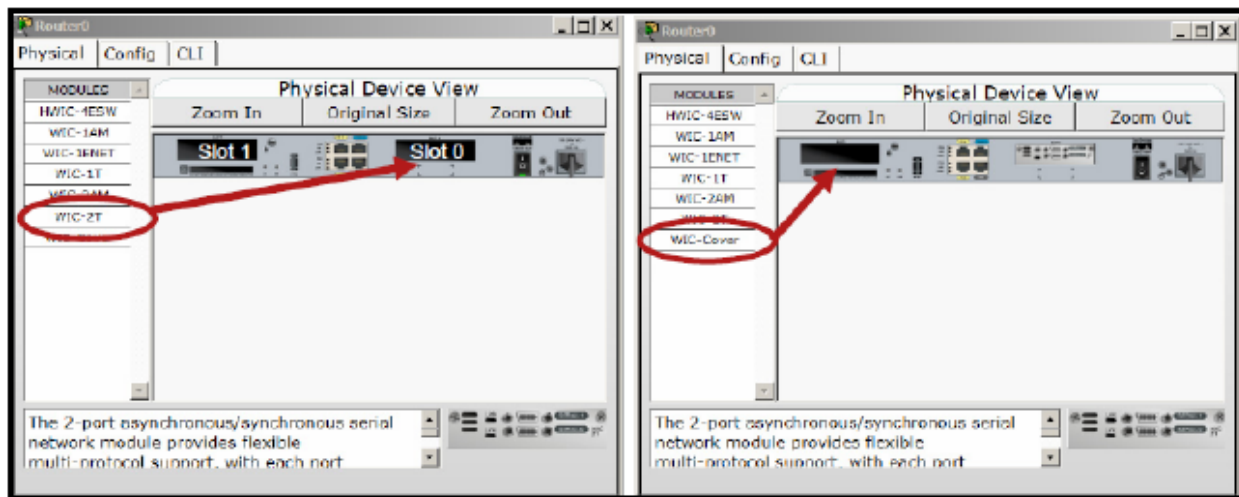 Router0
Physical Config CLI
MODULES
Physical Device View
HWIC-4ESW
Zoom In Original Size Zoom Out
WIC-1AM
WIC-1ENET
WIC-1T
WIC-2AM
WIC-2T
Slot 1 Slot 0
The 2-port asynchronous/synchronous serial
network module provides flexible
multi-protocol support, with each port
Router0
Physical Config CLI
MODULES
Physical Device View
HWIC-4ESW
Zoom In Original Size Zoom Out
WIC-1AM
WIC-1ENET
WIC-1T
WIC-2AM
WIC-2T
WIC-Cover
The 2-port asynchronous/synchronous serial
network module provides flexible
multi-protocol support, with each port